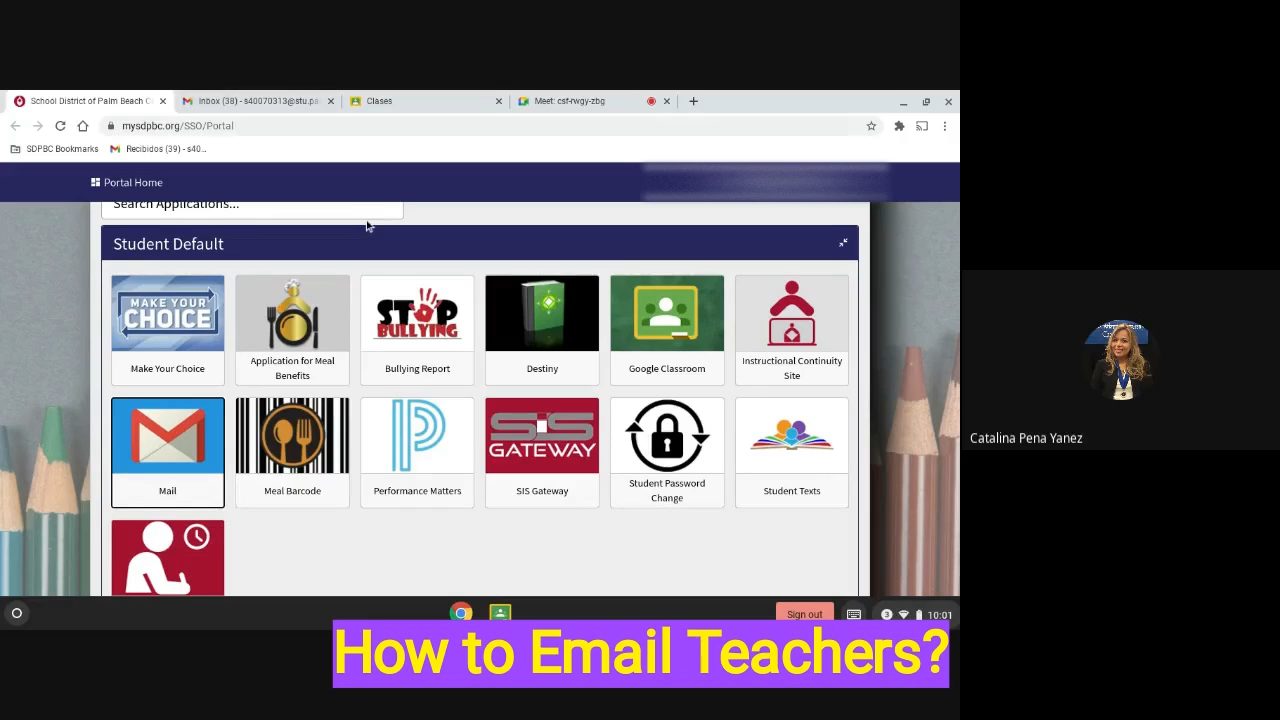 School District of Palm Beach C
Inbox (38) - s40070313@stu.pa
Clases
Meet: csf-rwgy-zbg
mysdpbc.org/SSO/Portal
SDPBC Bookmarks
Recibidos (39) - s40...
Portal Home
Search Applications...
Student Default
MAKE YOUR
CHOICE
STOP
BULLYING
Make Your Choice
Application for Meal
Benefits
Bullying Report
Destiny
Google Classroom
Instructional Continuity
Site
SiS
GATEWAY
Mail
Meal Barcode
Performance Matters
SIS Gateway
Student Password
Change
Student Texts
Catalina Pena Yanez
Sign out
3
10:01
How to Email Teachers?